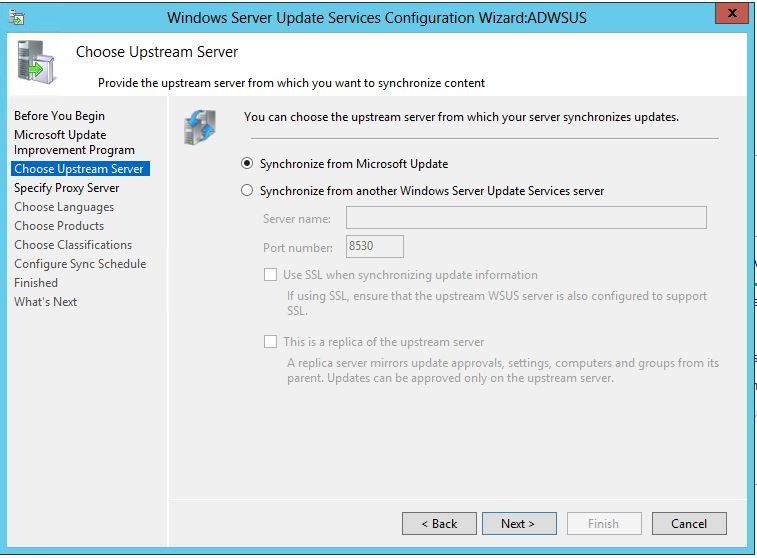 Windows Server Update Services Configuration Wizard:ADWSUS
x
Choose Upstream Server
Provide the upstream server from which you want to synchronize content
Before You Begin
Microsoft Update
Improvement Program
Choose Upstream Server
Specify Proxy Server
Choose Languages
Choose Products
Choose Classifications
Configure Sync Schedule
Finished
What's Next
You can choose the upstream server from which your server synchronizes updates.
Synchronize from Microsoft Update
Synchronize from another Windows Server Update Services server
Server name:
Port number: 8530
Use SSL when synchronizing update information
If using SSL, ensure that the upstream WSUS server is also configured to support
SSL.
This is a replica of the upstream server
A replica server mirrors update approvals, settings, computers and groups from its
parent. Updates can be approved only on the upstream server.
< Back Next > Finish Cancel